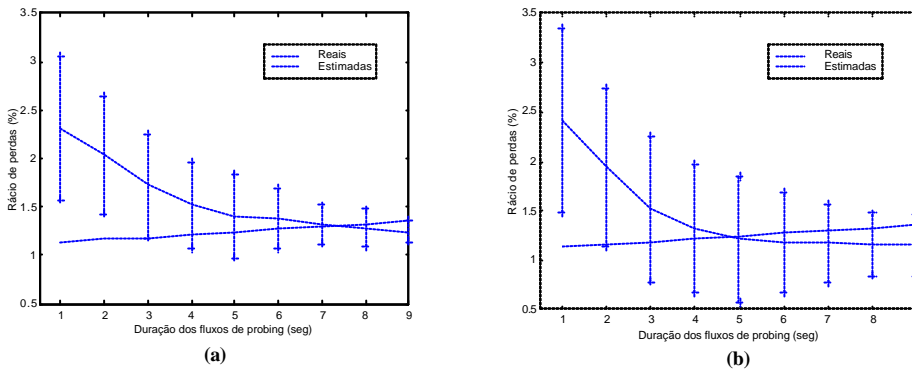 3.5
3
2.5
2
1.5
1
0.5
Rácio de perdas (%)
Reais
Estimadas
1 2 3 4 5 6 7 8 9
Duração dos fluxos de probing (seg)
(a)
3.5
3
2.5
2
1.5
1
0.5
Rácio de perdas (%)
Reais
Estimadas
1 2 3 4 5 6 7 8
Duração dos fluxos de probing (seg)
(b)